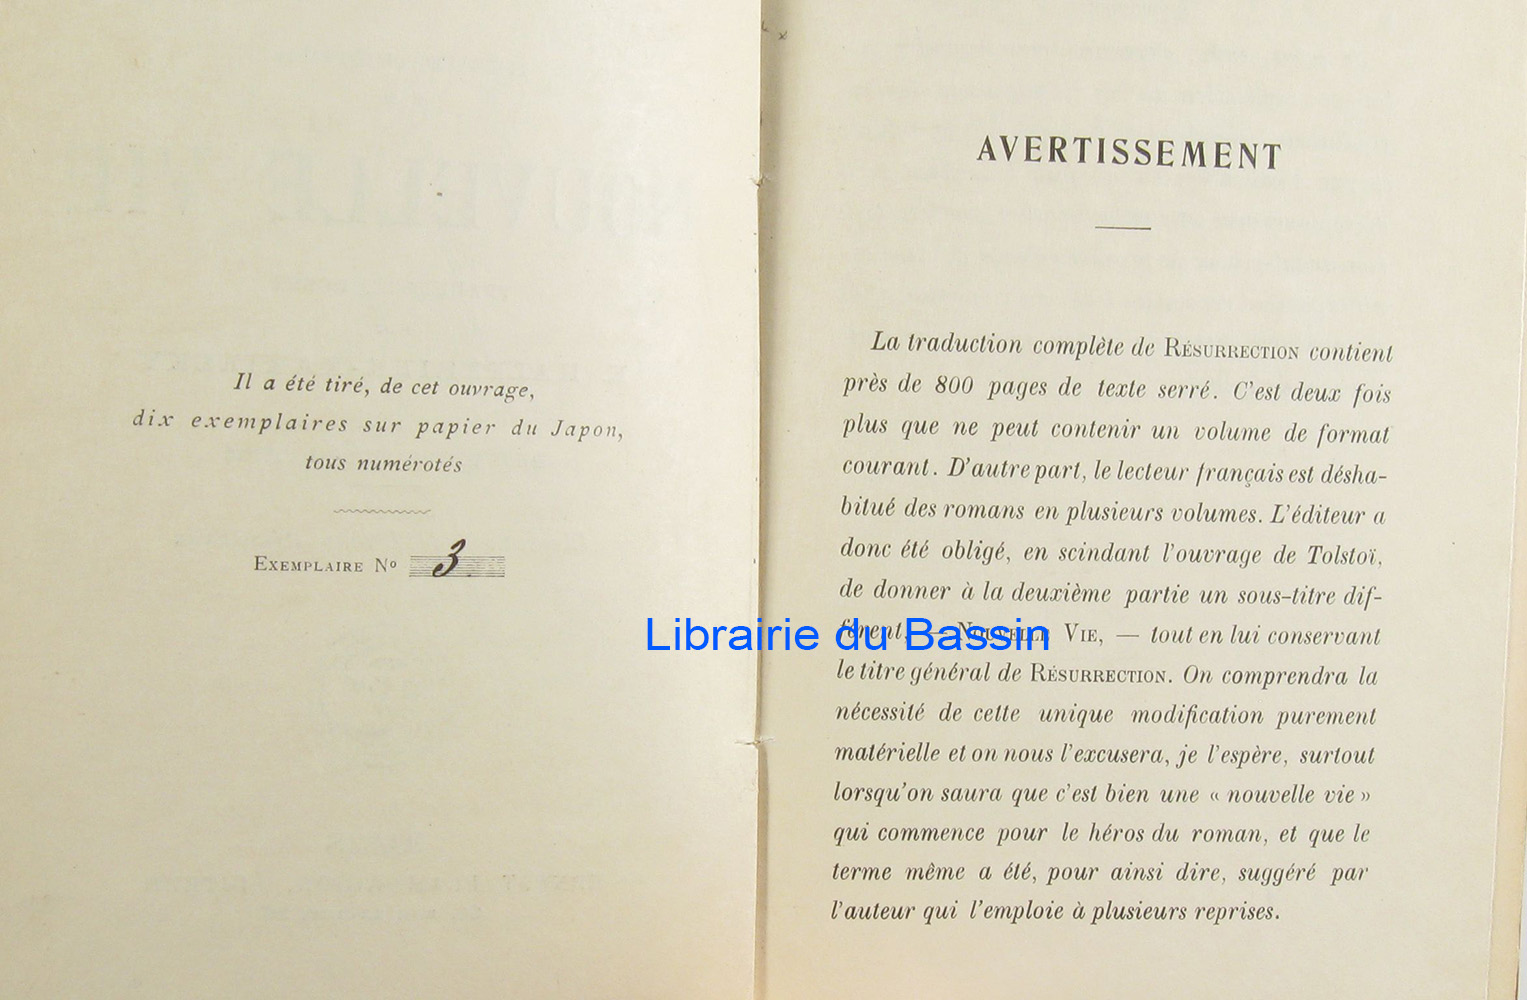 Il a été tiré, de cet ouvrage,
dix exemplaires sur papier du Japon,
tous numérotés
EXEMPLAIRE Nº 3
AVERTISSEMENT
La traduction complète de RÉSURRECTION contient
près de 800 pages de texte serré. C'est deux fois
plus que ne peut contenir un volume de format
courant. D'autre part, le lecteur français est désha-
bitué des romans en plusieurs volumes. L'éditeur a
donc été obligé, en scindant l'ouvrage de Tolstoï,
de donner à la deuxième partie un sous-titre dif-
férent, — NOUVELLE VIE, — tout en lui conservant
le titre général de RÉSURRECTION. On comprendra la
nécessité de cette unique modification purement
matérielle et on nous l'excusera, je l'espère, surtout
lorsqu'on saura que c'est bien une « nouvelle vie »
qui commence pour le héros du roman, et que le
terme même a été, pour ainsi dire, suggéré par
l'auteur qui l'emploie à plusieurs reprises.
Librairie du Bassin